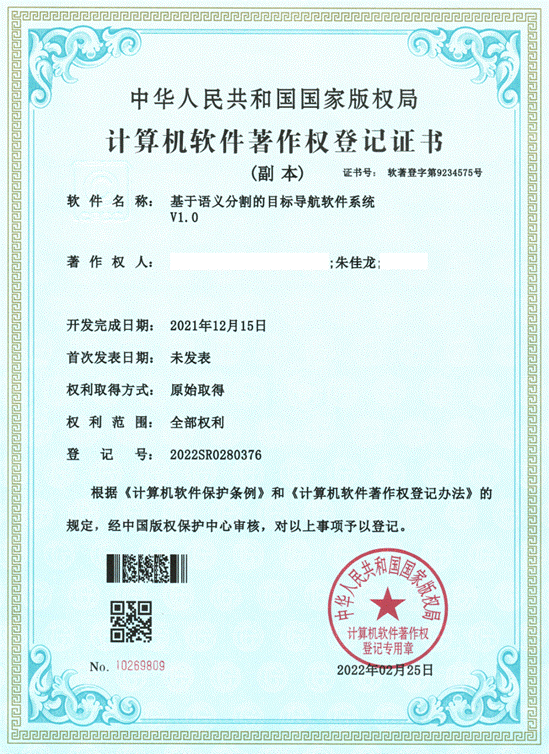 中华人民共和国国家版权局
计算机软件著作权登记证书
(副本)
证书号: 软著登字第9234575号
软件名称: 基于语义分割的目标导航软件系统
V1.0
著作权人: ;朱佳龙;
开发完成日期: 2021年12月15日
首次发表日期: 未发表
权利取得方式: 原始取得
权利范围: 全部权利
登记号: 2022SR0280376
根据《计算机软件保护条例》和《计算机软件著作权登记办法》的
规定,经中国版权保护中心审核,对以上事项予以登记。
中华人民共和国国家版权局
计算机软件著作权
登记专用章
No. 10269809
2022年02月25日